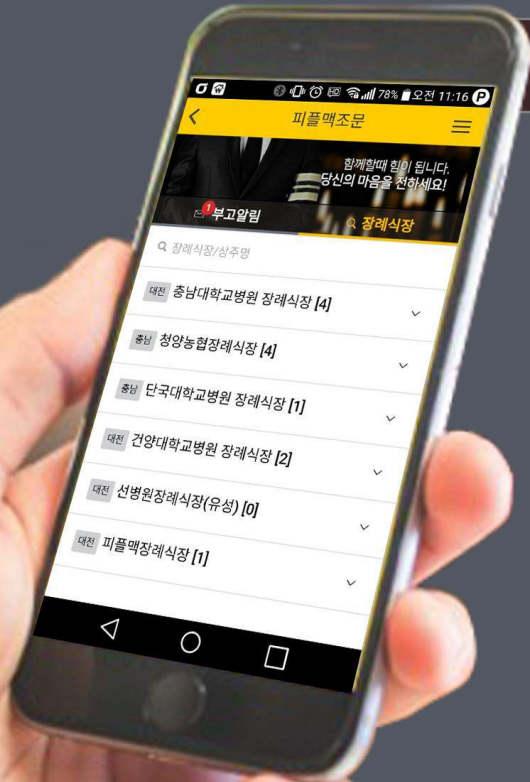 78% 오전 11:16
피플맥조문
함께할때 힘이 됩니다,
당신의 마음을 전하세요!
1 부고알림
장례식장
장례식장/상주명
대전 충남대학교병원 장례식장 [4]
충남 청양농협장례식장 [4]
충남 단국대학교병원 장례식장 [1]
대전 건양대학교병원 장례식장 [2]
대전 선병원장례식장(유성) [0]
대전 피플맥장례식장 [1]